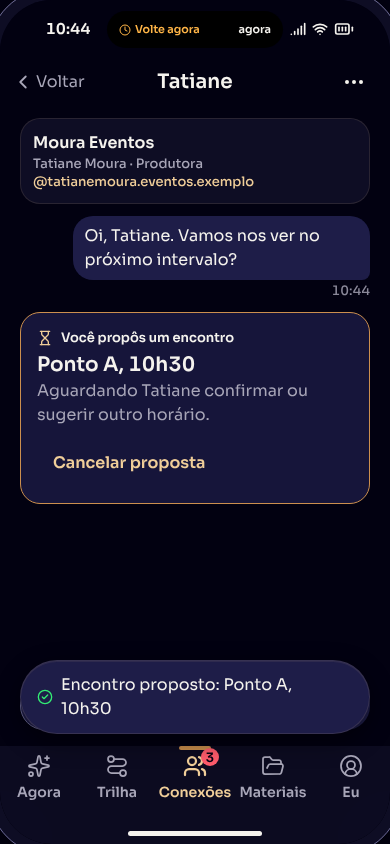 10:44
Volte agora
agora
Voltar
Tatiane
Moura Eventos
Tatiane Moura · Produtora
@tatianemoura.eventos.exemplo
Oi, Tatiane. Vamos nos ver no
próximo intervalo?
10:44
Você propôs um encontro
Ponto A, 10h30
Aguardando Tatiane confirmar ou
sugerir outro horário.
Cancelar proposta
Encontro proposto: Ponto A,
10h30
3
Agora
Trilha
Conexões
Materiais
Eu